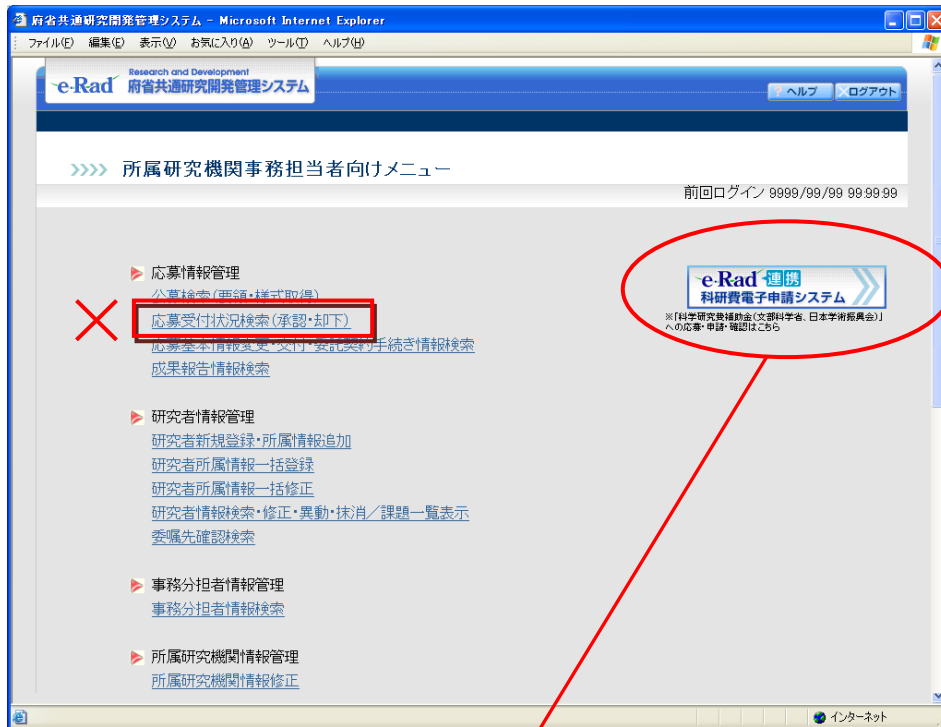 府省共通研究開発管理システム - Microsoft Internet Explorer
ファイル(F) 編集(E) 表示(V) お気に入り(A) ツール(T) ヘルプ(H)
e-Rad Research and Development 府省共通研究開発管理システム
? ヘルプ ×ログアウト
>>>> 所属研究機関事務担当者向けメニュー
前回ログイン 9999/99/99 99:99:99
応募情報管理
公募検索(要領・様式取得)
応募受付状況検索(承認・却下)
応募基本情報変更・交付・委託契約手続き情報検索
成果報告情報検索
e-Rad 連携
科研費電子申請システム
※「科学研究費補助金(文部科学省、日本学術振興会)」
への応募・申請・確認はこちら
研究者情報管理
研究者新規登録・所属情報追加
研究者所属情報一括登録
研究者所属情報一括修正
研究者情報検索・修正・異動・抹消/課題一覧表示
委嘱先確認検索
事務分担者情報管理
事務分担者情報検索
所属研究機関情報管理
所属研究機関情報修正
インターネット